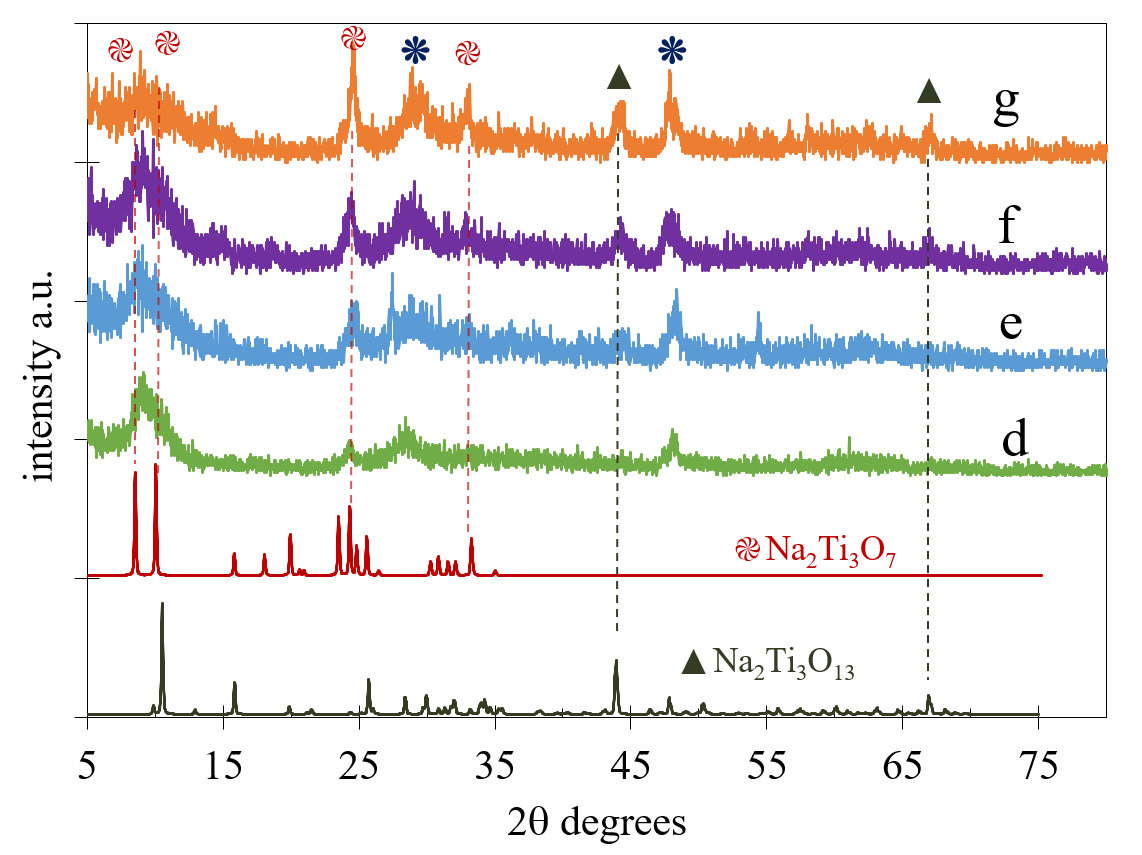 g
f
e
d
intensity a.u.
Na₂Ti₃O₇
Na₂Ti₃O₁₃
5 15 25 35 45 55 65 75
2θ degrees